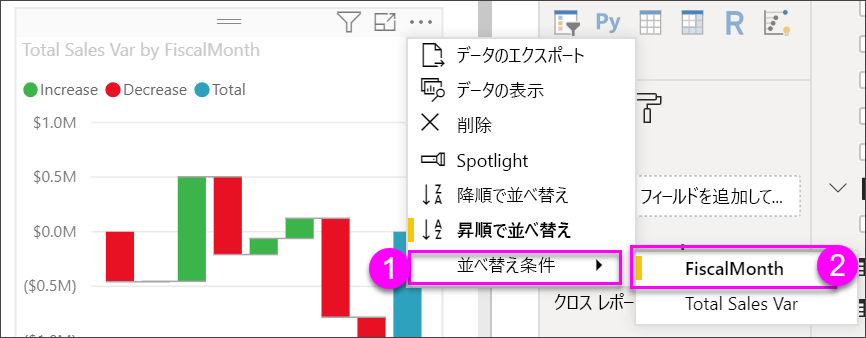 Total Sales Var by FiscalMonth
Increase Decrease Total
$1.0M
$0.5M
$0.0M
($0.5M)
データのエクスポート
データの表示
削除
Spotlight
降順で並べ替え
昇順で並べ替え
1 並べ替え条件
Py R
フィールドを追加して...
FiscalMonth 2
Total Sales Var
クロス レポー